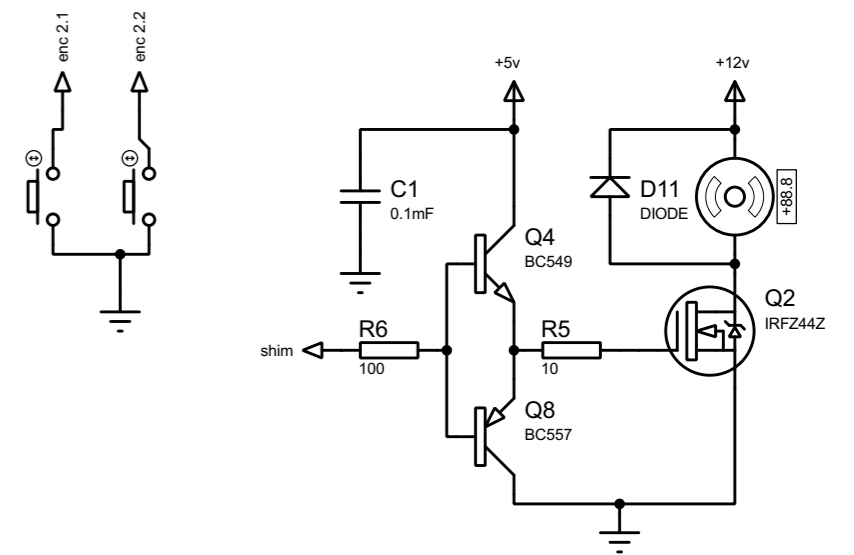 enc 2.1
enc 2.2
+5v
+12v
C1
0.1mF
D11
DIODE
+88.8
Q4
BC549
Q2
IRFZ44Z
shim
R6
100
R5
10
Q8
BC557